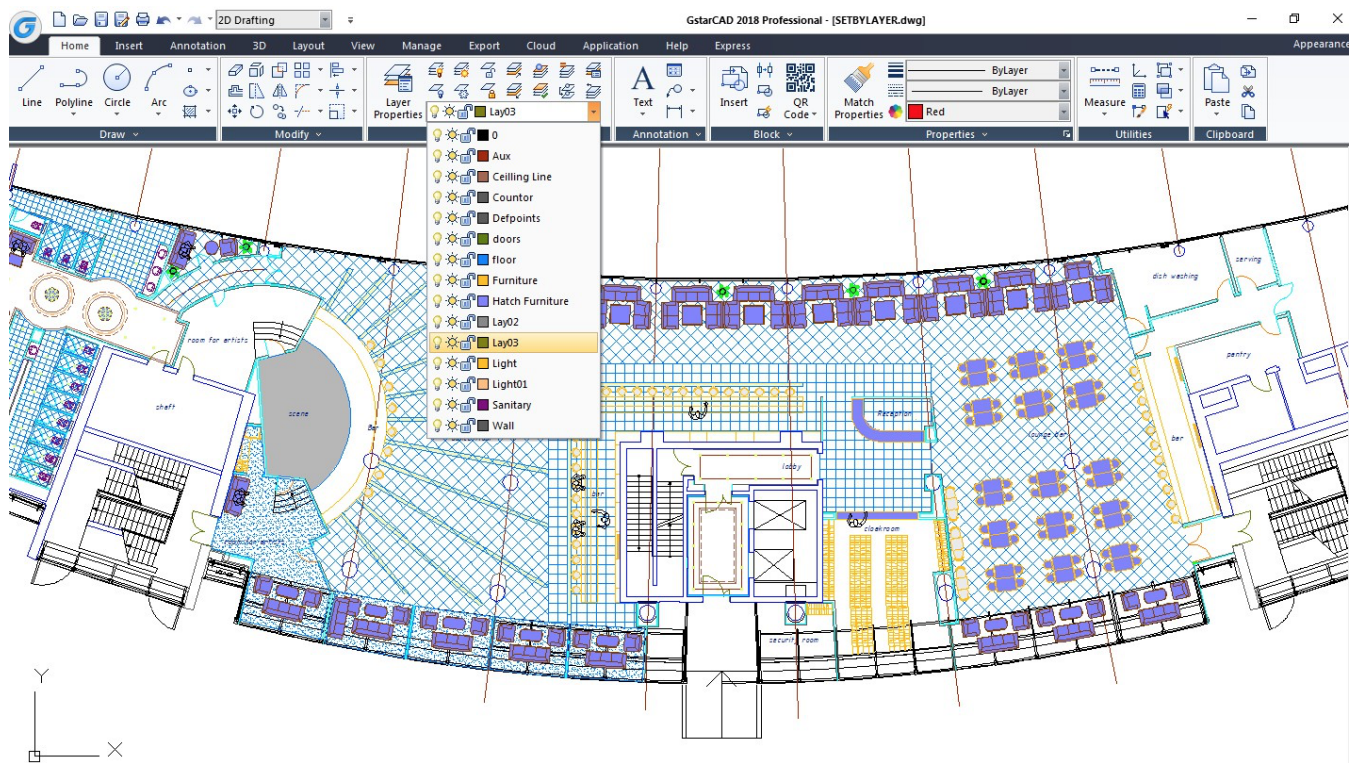 2D Drafting
GstarCAD 2018 Professional - [SETBYLAYER.dwg]
Home Insert Annotation 3D Layout View Manage Export Cloud Application Help Express Appearance
Line Polyline Circle Arc
Layer Properties
Text
Insert
QR Code
Match Properties
ByLayer
ByLayer
Red
Measure
Paste
Draw Modify Annotation Block Properties Utilities Clipboard
Lay03
0
Aux
Ceilling Line
Countor
Defpoints
doors
floor
Furniture
Hatch Furniture
Lay02
Lay03
Light
Light01
Sanitary
Wall
serving
dish washing
room for artists
pantry
shaft
scene
Bar
Reception
lounge bar
bar
lobby
bar
cloakroom
security room
Y
X